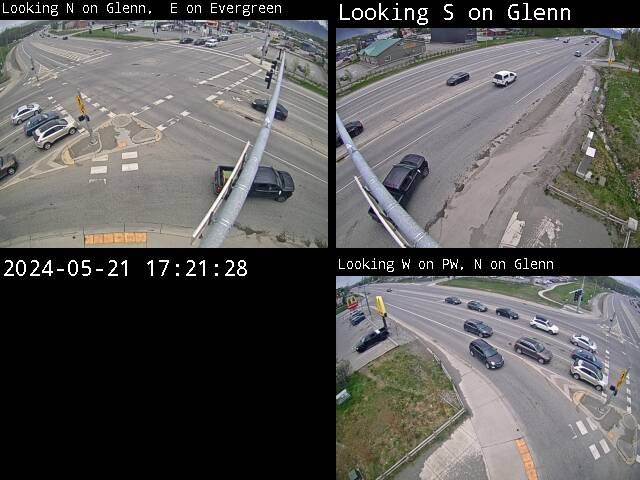 Looking N on Glenn,  E on Evergreen
Looking S on Glenn
2024-05-21 17:21:28
Looking W on PW, N on Glenn